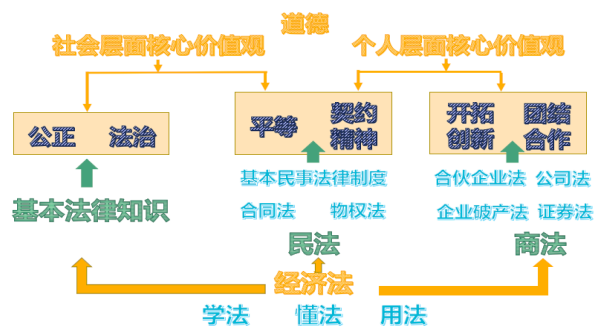 道德
社会层面核心价值观 个人层面核心价值观
公正 法治
平等 契约精神
开拓创新 团结合作
基本法律知识
基本民事法律制度
合同法 物权法
民法
合伙企业法 公司法
企业破产法 证券法
商法
经济法
学法 懂法 用法